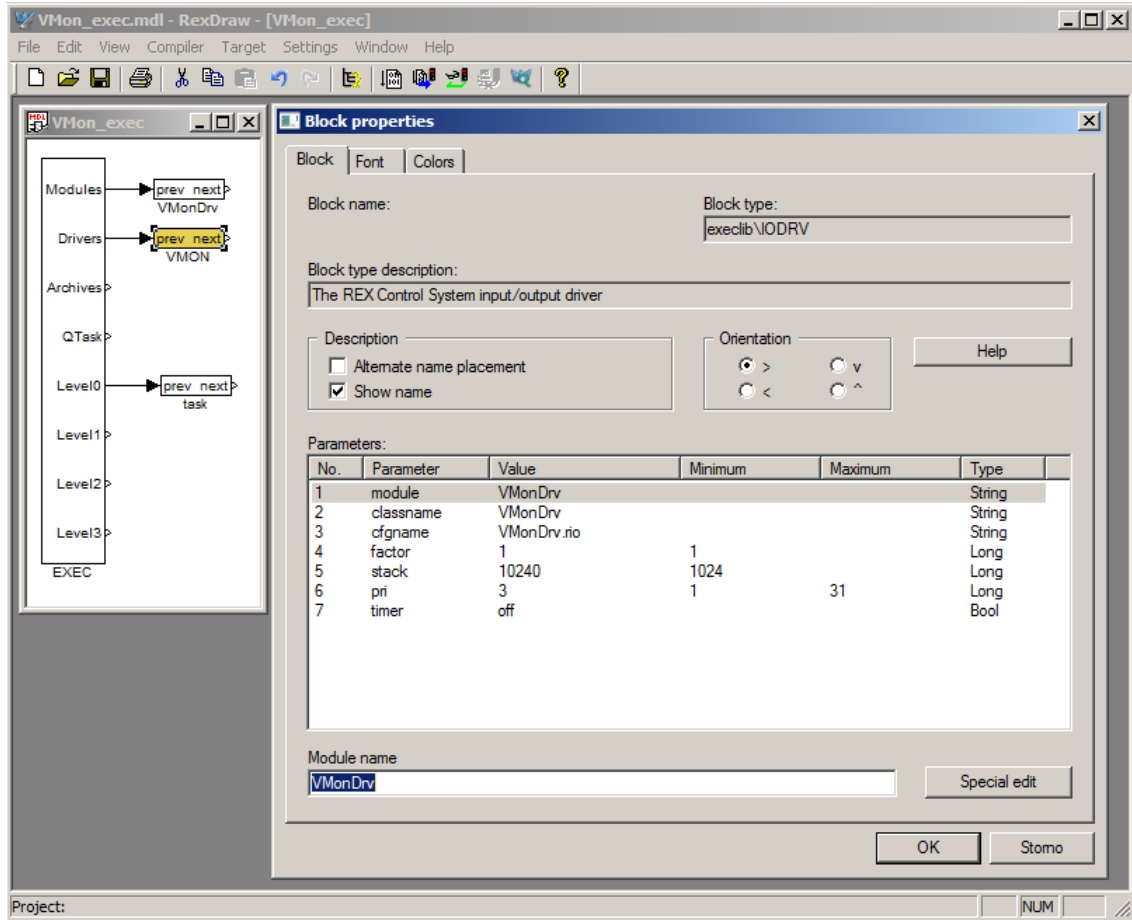 VMon_exec.mdl - RexDraw - [VMon_exec]
File Edit View Compiler Target Settings Window Help
VMon_exec
Modules
prev next
VMonDrv
Drivers
prev next
VMON
Archives
QTask
Level0
prev next
task
Level1
Level2
Level3
EXEC
Block properties
Block Font Colors
Block name: Block type:
execlib\IODRV
Block type description:
The REX Control System input/output driver
Description
Alternate name placement
Show name
Orientation
> v
< ^
Help
Parameters:
No. Parameter Value Minimum Maximum Type
1 module VMonDrv String
2 classname VMonDrv String
3 cfgname VMonDrv.rio String
4 factor 1 1 Long
5 stack 10240 1024 Long
6 pri 3 1 31 Long
7 timer off Bool
Module name
VMonDrv
Special edit
OK Storno
Project: NUM